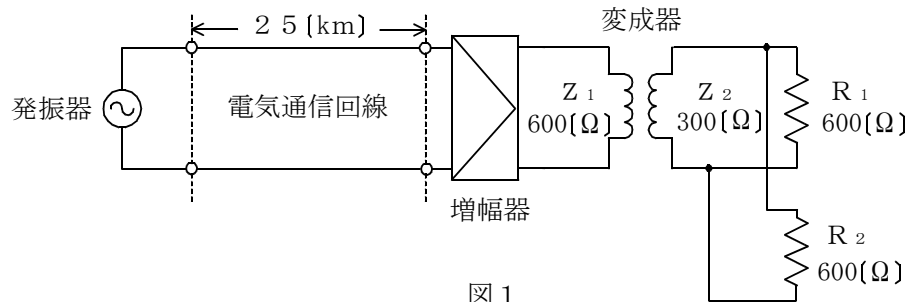 変成器
２５〔km〕
発振器
電気通信回線
Ｚ１
600〔Ω〕
Ｚ２
300〔Ω〕
Ｒ１
600〔Ω〕
増幅器
Ｒ２
600〔Ω〕
図１